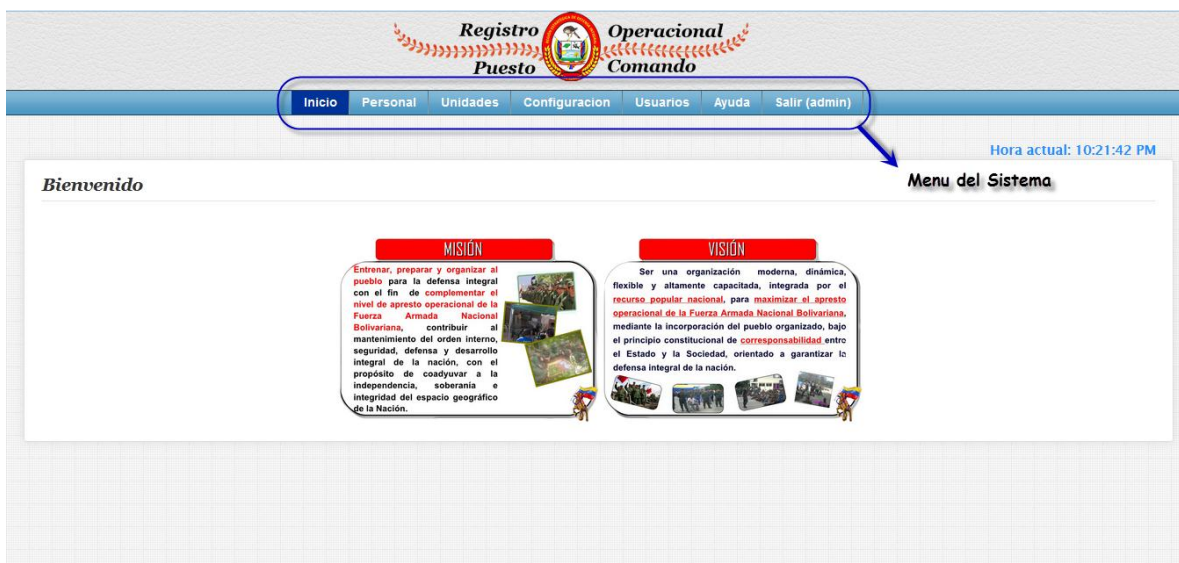 Registro Operacional
Puesto Comando
Inicio Personal Unidades Configuracion Usuarios Ayuda Salir (admin)
Hora actual: 10:21:42 PM
Menu del Sistema
Bienvenido
MISIÓN
Entrenar, preparar y organizar al
pueblo para la defensa integral
con el fin de complementar el
nivel de apresto operacional de la
Fuerza Armada Nacional
Bolivariana, contribuir al
mantenimiento del orden interno,
seguridad, defensa y desarrollo
integral de la nación, con el
propósito de coadyuvar a la
independencia, soberanía e
integridad del espacio geográfico
de la Nación.
VISIÓN
Ser una organización moderna, dinámica,
flexible y altamente capacitada, integrada por el
recurso popular nacional, para maximizar el apresto
operacional de la Fuerza Armada Nacional Bolivariana,
mediante la incorporación del pueblo organizado, bajo
el principio constitucional de corresponsabilidad entre
el Estado y la Sociedad, orientado a garantizar la
defensa integral de la nación.